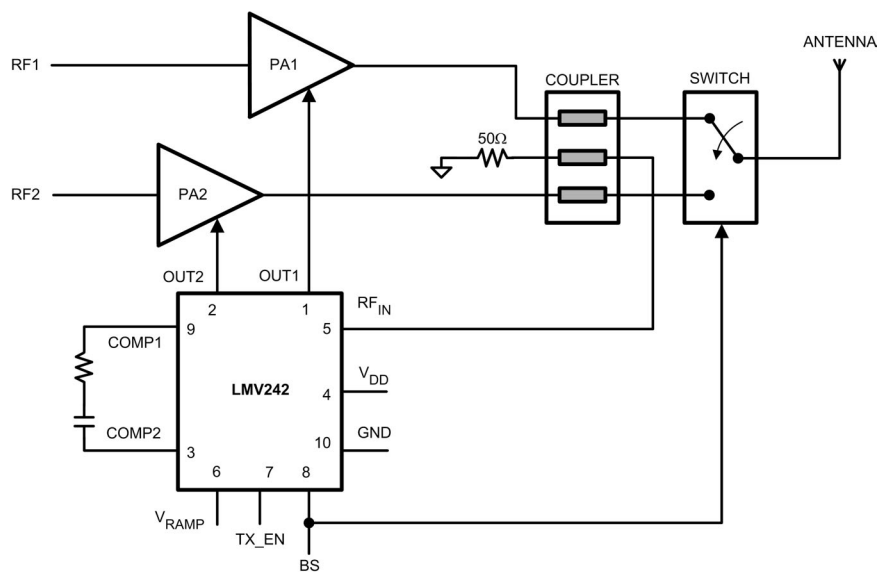 ANTENNA
RF1
PA1
COUPLER
SWITCH
50Ω
RF2
PA2
OUT2
OUT1
2
1
RF_IN
9
5
COMP1
LMV242
V_DD
4
COMP2
GND
3
10
6
7
8
V_RAMP
TX_EN
BS